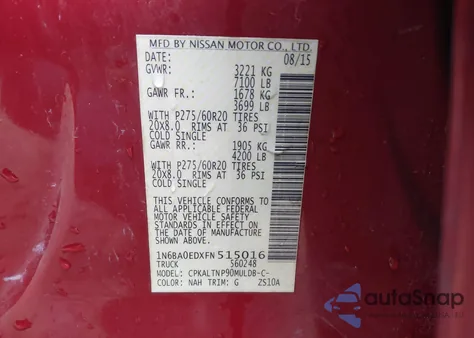 MFD BY NISSAN MOTOR CO., LTD.
DATE: 08/15
GVWR: 3221 KG
7100 LB
GAWR FR.: 1678 KG
3699 LB
WITH P275/60R20 TIRES
20X8.0 RIMS AT 36 PSI
COLD SINGLE
GAWR RR.: 1905 KG
4200 LB
WITH P275/60R20 TIRES
20X8.0 RIMS AT 36 PSI
COLD SINGLE
THIS VEHICLE CONFORMS
TO ALL APPLICABLE FEDERAL
MOTOR VEHICLE SAFETY
STANDARDS IN EFFECT ON
THE DATE OF MANUFACTURE
SHOWN ABOVE.
1N6BA0EDXFN515016
TRUCK 560248
MODEL: CPKALTNP90MULDB-C-
COLOR: NAH TRIM: G ZS10A
autoSnap